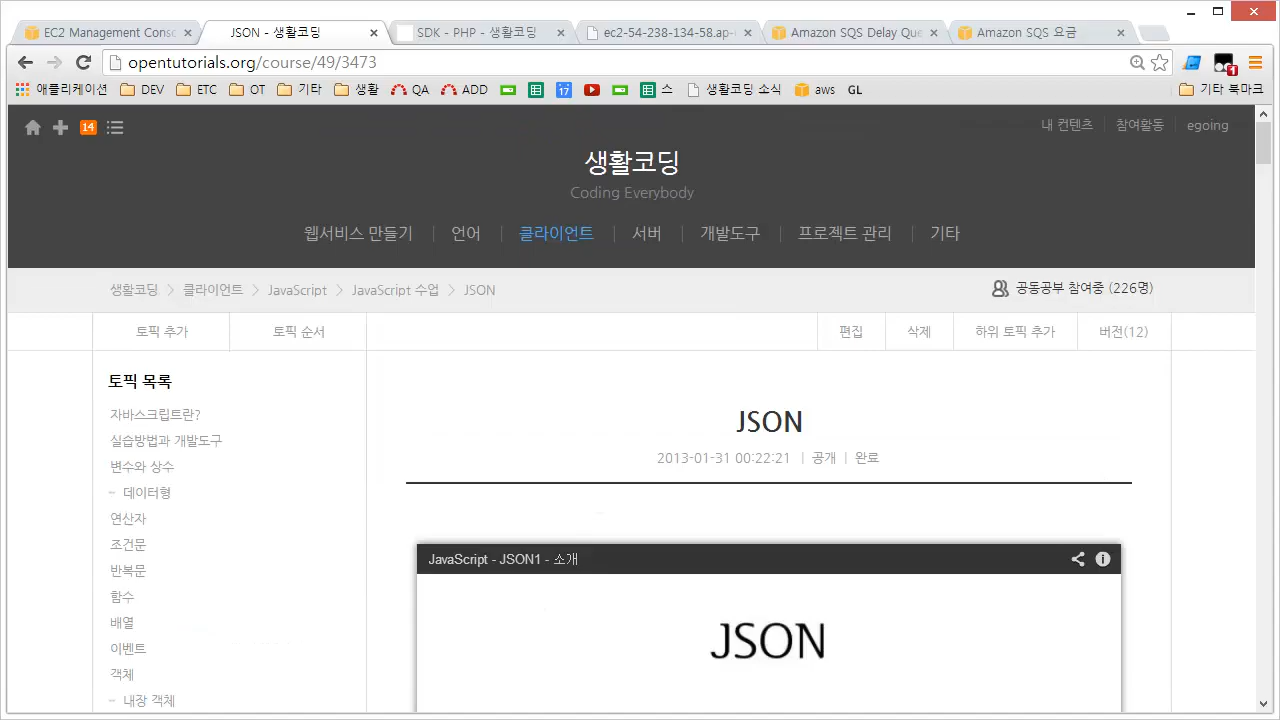 EC2 Management Consc
JSON - 생활코딩
SDK - PHP - 생활코딩
ec2-54-238-134-58.ap-
Amazon SQS Delay Que
Amazon SQS 요금
opentutorials.org/course/49/3473
애플리케이션 DEV ETC OT 기타 생활 QA ADD 17 스 생활코딩 소식 aws GL 기타 북마크
14
내 컨텐츠 참여활동 egoing
생활코딩
Coding Everybody
웹서비스 만들기 언어 클라이언트 서버 개발도구 프로젝트 관리 기타
생활코딩 > 클라이언트 > JavaScript > JavaScript 수업 > JSON
공동공부 참여중 (226명)
토픽 추가 토픽 순서 편집 삭제 하위 토픽 추가 버전(12)
토픽 목록
자바스크립트란?
실습방법과 개발도구
변수와 상수
데이터형
연산자
조건문
반복문
함수
배열
이벤트
객체
내장 객체
JSON
2013-01-31 00:22:21 | 공개 | 완료
JavaScript - JSON1 - 소개
JSON